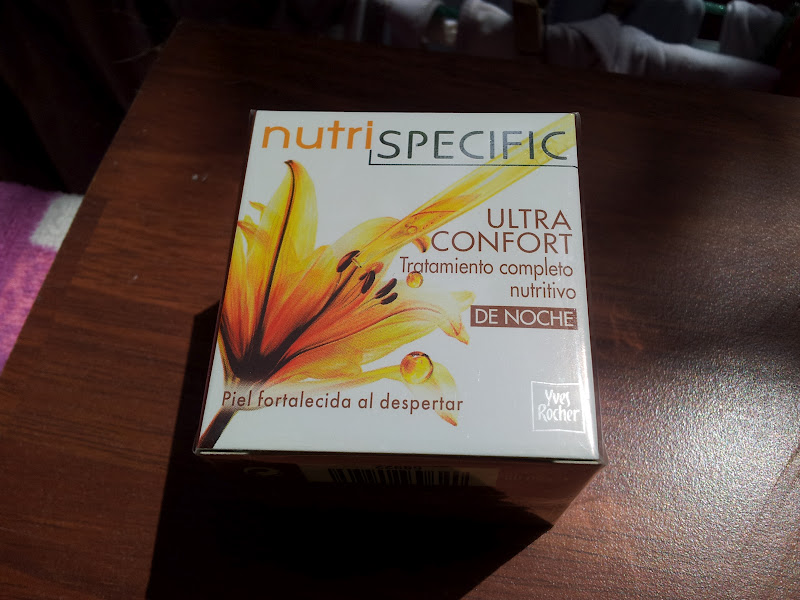 nutriSPECIFIC
ULTRA
CONFORT
Tratamiento completo
nutritivo
DE NOCHE
Piel fortalecida al despertar
Yves
Rocher